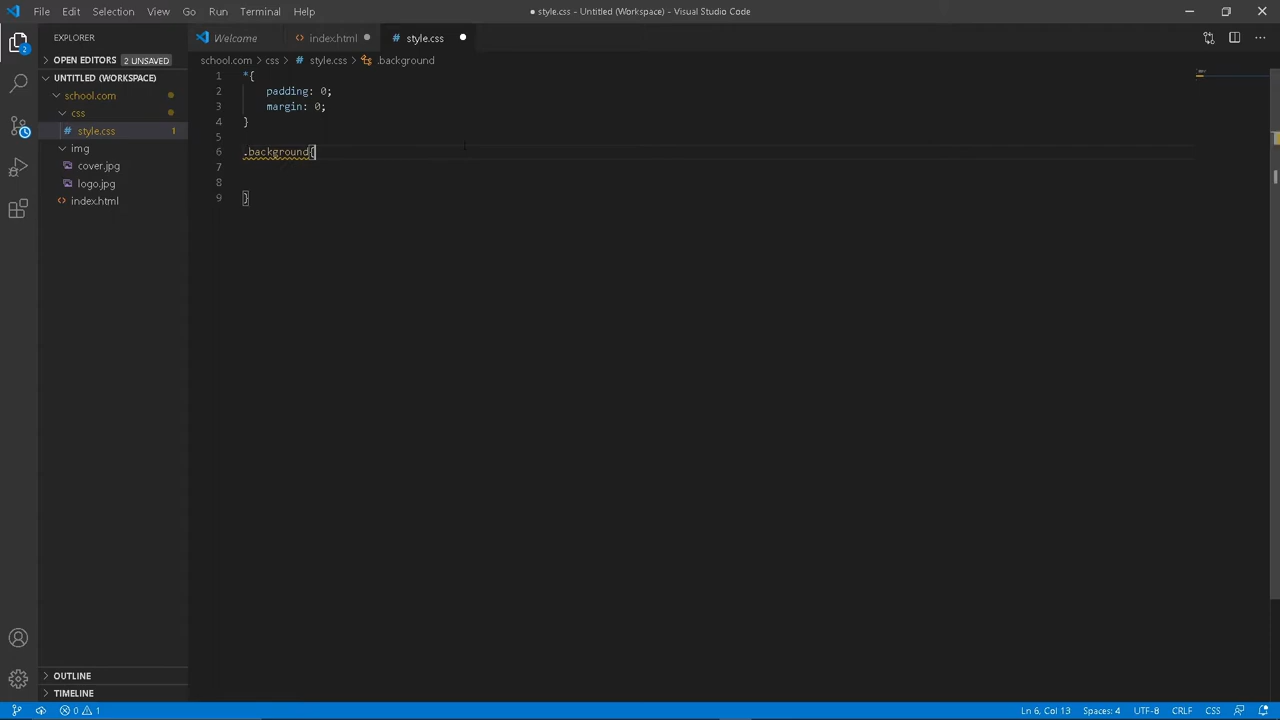 File Edit Selection View Go Run Terminal Help
● style.css - Untitled (Workspace) - Visual Studio Code
EXPLORER
OPEN EDITORS 2 UNSAVED
UNTITLED (WORKSPACE)
school.com
css
# style.css 1
img
cover.jpg
logo.jpg
<> index.html
OUTLINE
TIMELINE
2
Welcome
<> index.html
# style.css
school.com > css > # style.css > .background
1 *{
2 padding: 0;
3 margin: 0;
4 }
5
6 .background{
7
8
9 }
0 1
Ln 6, Col 13 Spaces: 4 UTF-8 CRLF CSS